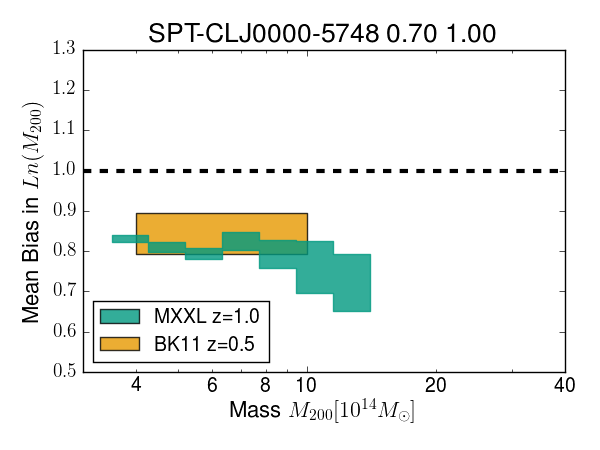 SPT-CLJ0000-5748 0.70 1.00
1.3
1.2
1.1
1.0
0.9
0.8
0.7
0.6
0.5
Mean Bias in Ln(M₂₀₀)
MXXL z=1.0
BK11 z=0.5
4 6 8 10 20 40
Mass M₂₀₀[10¹⁴M☉]